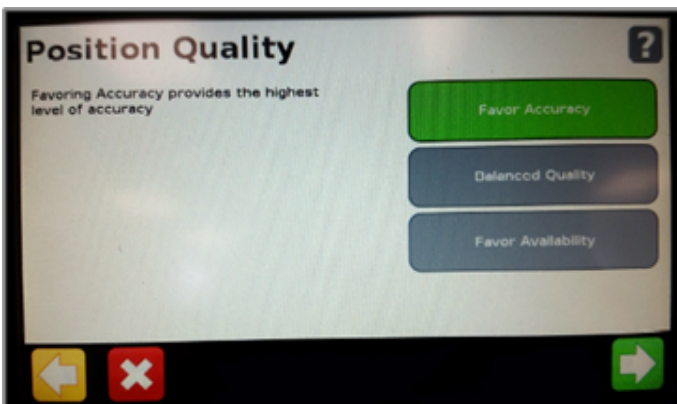 Position Quality
?
Favoring Accuracy provides the highest
level of accuracy
Favor Accuracy
Balanced Quality
Favor Availability